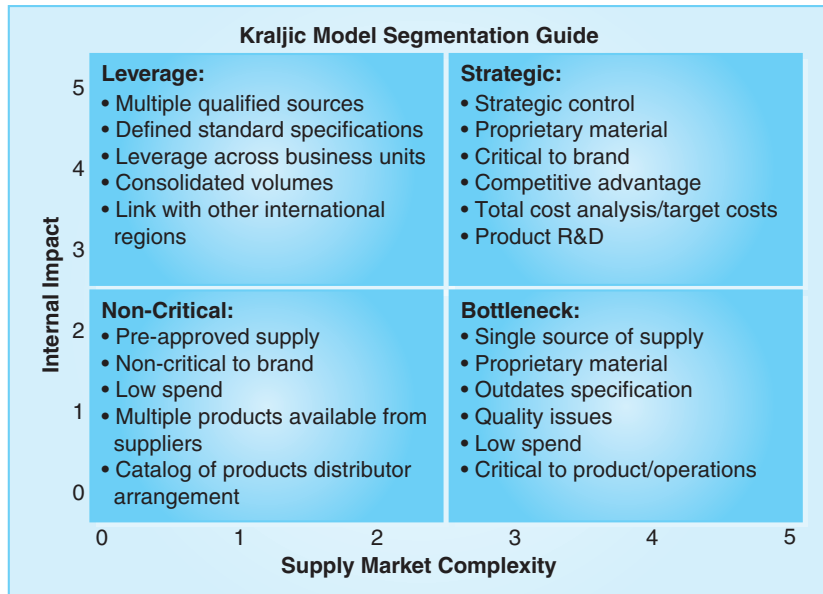 Kraljic Model Segmentation Guide
Internal Impact
5
4
3
2
1
0
Leverage:
• Multiple qualified sources
• Defined standard specifications
• Leverage across business units
• Consolidated volumes
• Link with other international
regions
Strategic:
• Strategic control
• Proprietary material
• Critical to brand
• Competitive advantage
• Total cost analysis/target costs
• Product R&D
Non-Critical:
• Pre-approved supply
• Non-critical to brand
• Low spend
• Multiple products available from
suppliers
• Catalog of products distributor
arrangement
Bottleneck:
• Single source of supply
• Proprietary material
• Outdates specification
• Quality issues
• Low spend
• Critical to product/operations
0 1 2 3 4 5
Supply Market Complexity